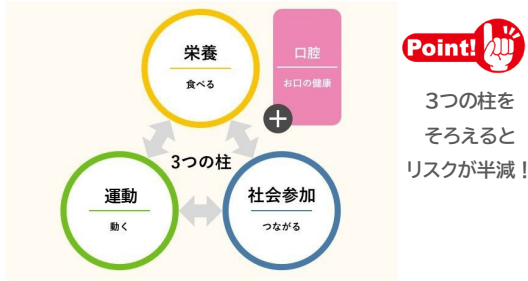 栄養
食べる
口腔
お口の健康
+
3つの柱
運動
動く
社会参加
つながる
Point!
3つの柱を
そろえると
リスクが半減!